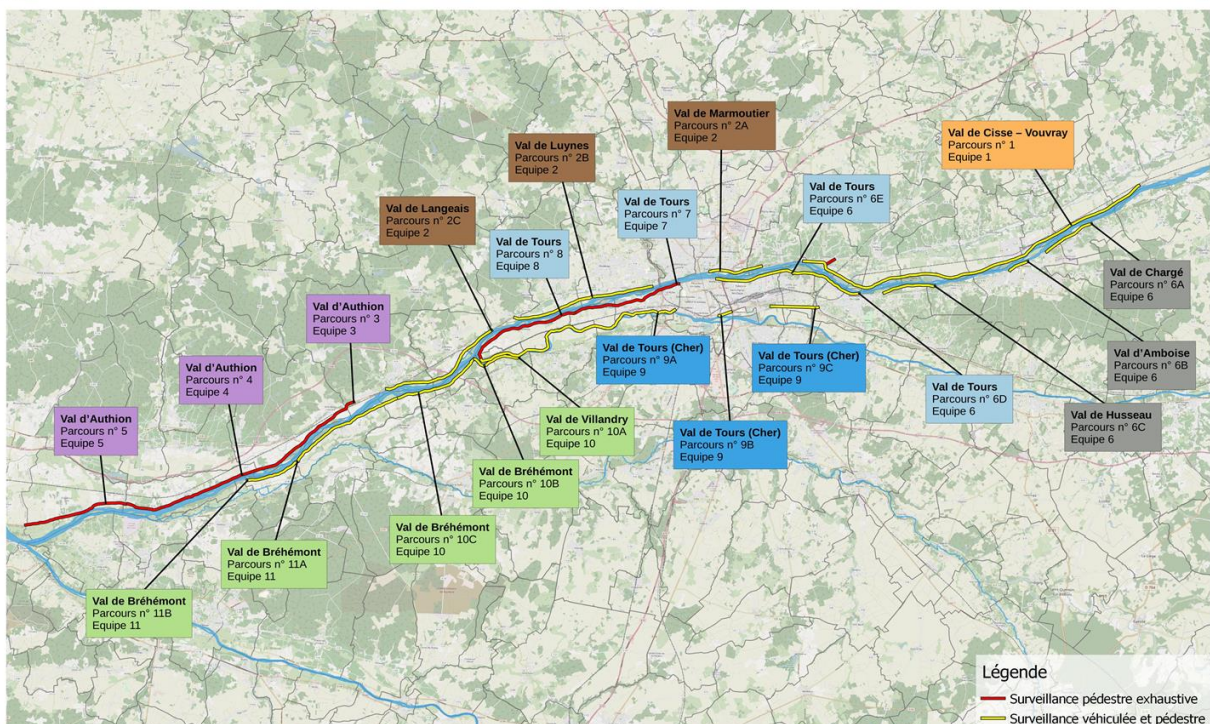 Val de Marmoutier
Parcours n° 2A
Equipe 2
Val de Cisse – Vouvray
Parcours n° 1
Equipe 1
Val de Luynes
Parcours n° 2B
Equipe 2
Val de Langeais
Parcours n° 2C
Equipe 2
Val de Tours
Parcours n° 8
Equipe 8
Val de Tours
Parcours n° 7
Equipe 7
Val de Tours
Parcours n° 6E
Equipe 6
Val de Chargé
Parcours n° 6A
Equipe 6
Val d'Authion
Parcours n° 3
Equipe 3
Val d'Authion
Parcours n° 4
Equipe 4
Val d'Authion
Parcours n° 5
Equipe 5
Val de Tours (Cher)
Parcours n° 9A
Equipe 9
Val de Tours (Cher)
Parcours n° 9C
Equipe 9
Val d'Amboise
Parcours n° 6B
Equipe 6
Val de Tours
Parcours n° 6D
Equipe 6
Val de Husseau
Parcours n° 6C
Equipe 6
Val de Villandry
Parcours n° 10A
Equipe 10
Val de Tours (Cher)
Parcours n° 9B
Equipe 9
Val de Bréhémont
Parcours n° 10B
Equipe 10
Val de Bréhémont
Parcours n° 10C
Equipe 10
Val de Bréhémont
Parcours n° 11A
Equipe 11
Val de Bréhémont
Parcours n° 11B
Equipe 11
Légende
Surveillance pédestre exhaustive
Surveillance véhiculée et pédestre